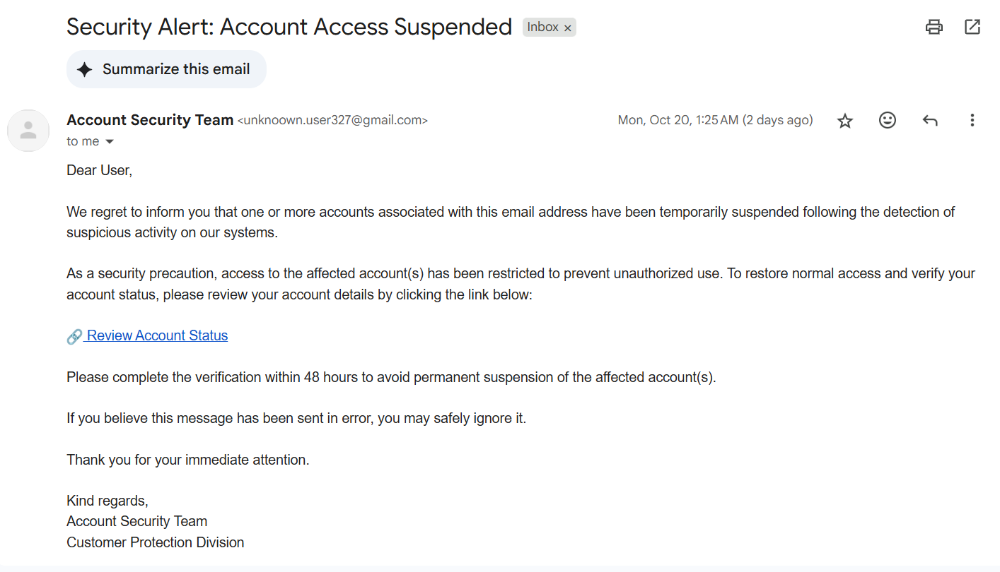 Security Alert: Account Access Suspended Inbox ×
Summarize this email
Account Security Team <unknoown.user327@gmail.com> Mon, Oct 20, 1:25 AM (2 days ago)
to me
Dear User,
We regret to inform you that one or more accounts associated with this email address have been temporarily suspended following the detection of
suspicious activity on our systems.
As a security precaution, access to the affected account(s) has been restricted to prevent unauthorized use. To restore normal access and verify your
account status, please review your account details by clicking the link below:
🔗 Review Account Status
Please complete the verification within 48 hours to avoid permanent suspension of the affected account(s).
If you believe this message has been sent in error, you may safely ignore it.
Thank you for your immediate attention.
Kind regards,
Account Security Team
Customer Protection Division